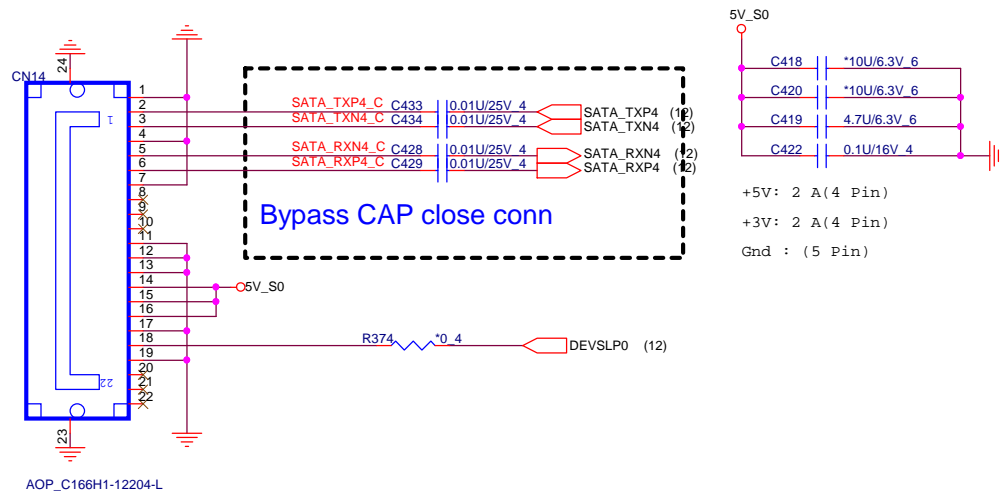 5V_S0
24
CN14
C418 *10U/6.3V_6
C420 *10U/6.3V_6
C419 4.7U/6.3V_6
C422 0.1U/16V_4
1
1
2 SATA_TXP4_C C433 0.01U/25V_4 SATA_TXP4 (12)
3 SATA_TXN4_C C434 0.01U/25V_4 SATA_TXN4 (12)
4
5 SATA_RXN4_C C428 0.01U/25V_4 SATA_RXN4 (12)
6 SATA_RXP4_C C429 0.01U/25V_4 SATA_RXP4 (12)
7
8
9
10
Bypass CAP close conn
+5V: 2 A(4 Pin)
+3V: 2 A(4 Pin)
Gnd : (5 Pin)
11
12
13
14 5V_S0
15
16
17
18 R374 *0_4 DEVSLP0 (12)
19
20
21
22
22
23
AOP_C166H1-12204-L